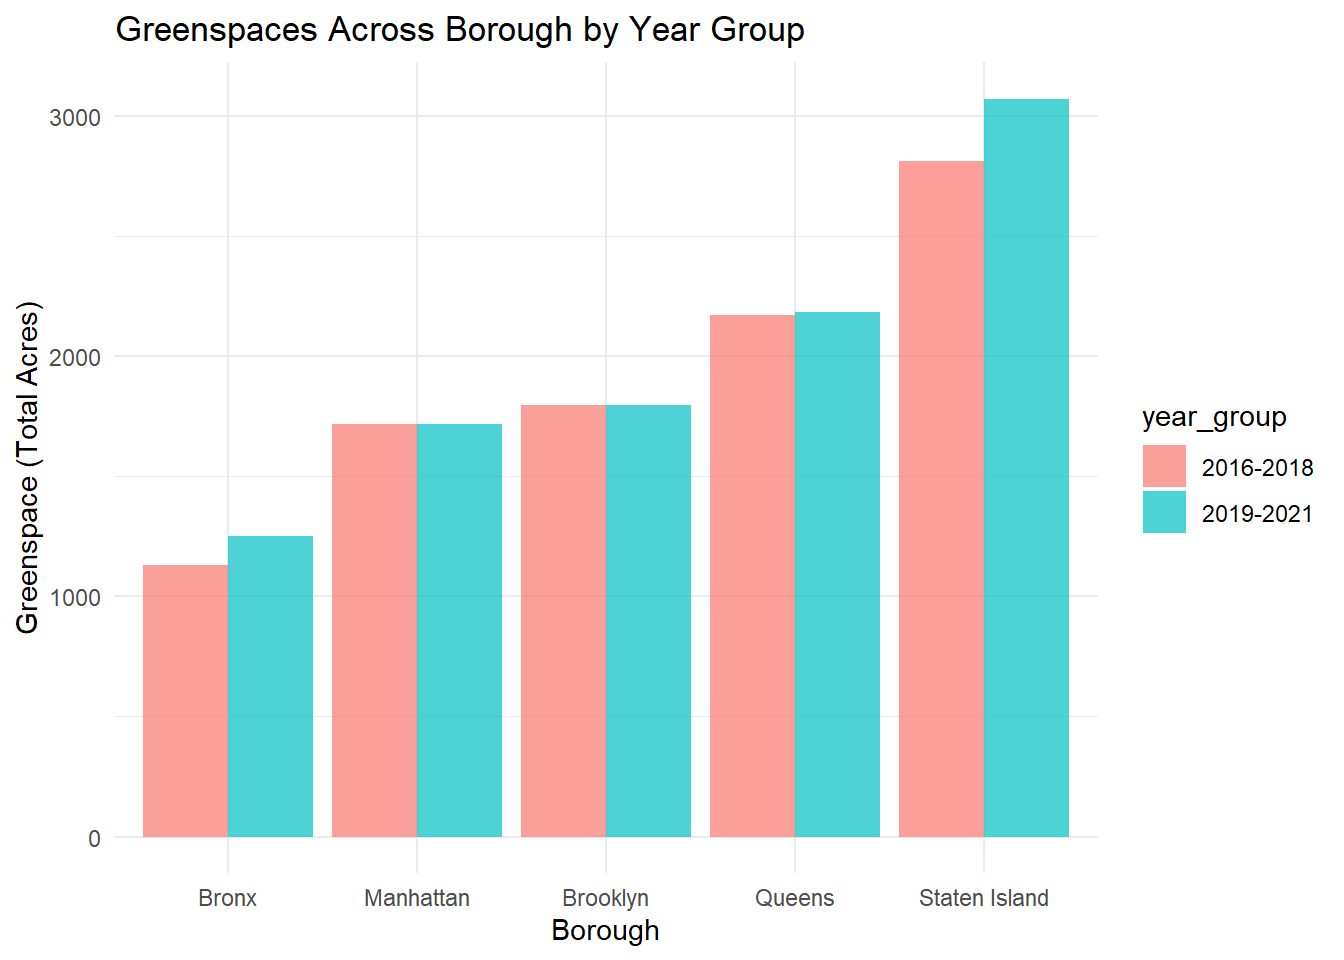 Greenspaces Across Borough by Year Group
Greenspace (Total Acres)
3000
2000
1000
0
Bronx
Manhattan
Brooklyn
Queens
Staten Island
Borough
year_group
2016-2018
2019-2021